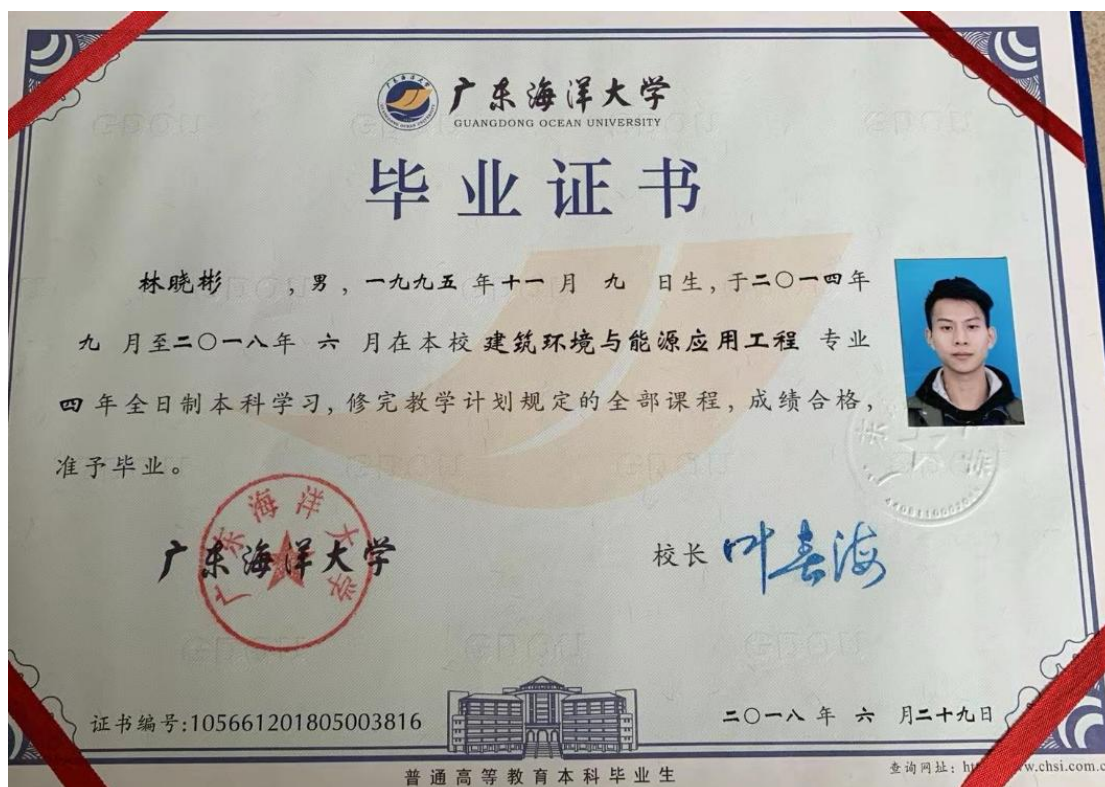 广东海洋大学
GUANGDONG OCEAN UNIVERSITY
毕业证书
林晓彬 , 男 , 一九九五 年 十一 月 九 日生 , 于二〇一四年
九 月至二〇一八年 六 月在本校 建筑环境与能源应用工程 专业
四 年全日制本科学习, 修完教学计划规定的全部课程, 成绩合格,
准予毕业。
广东海洋大学
广东海洋大学
校长 叶春海
证书编号:105661201805003816
二〇一八 年 六 月二十九日
普通高等教育本科毕业生
查询网址: ht w.chsi.com.c